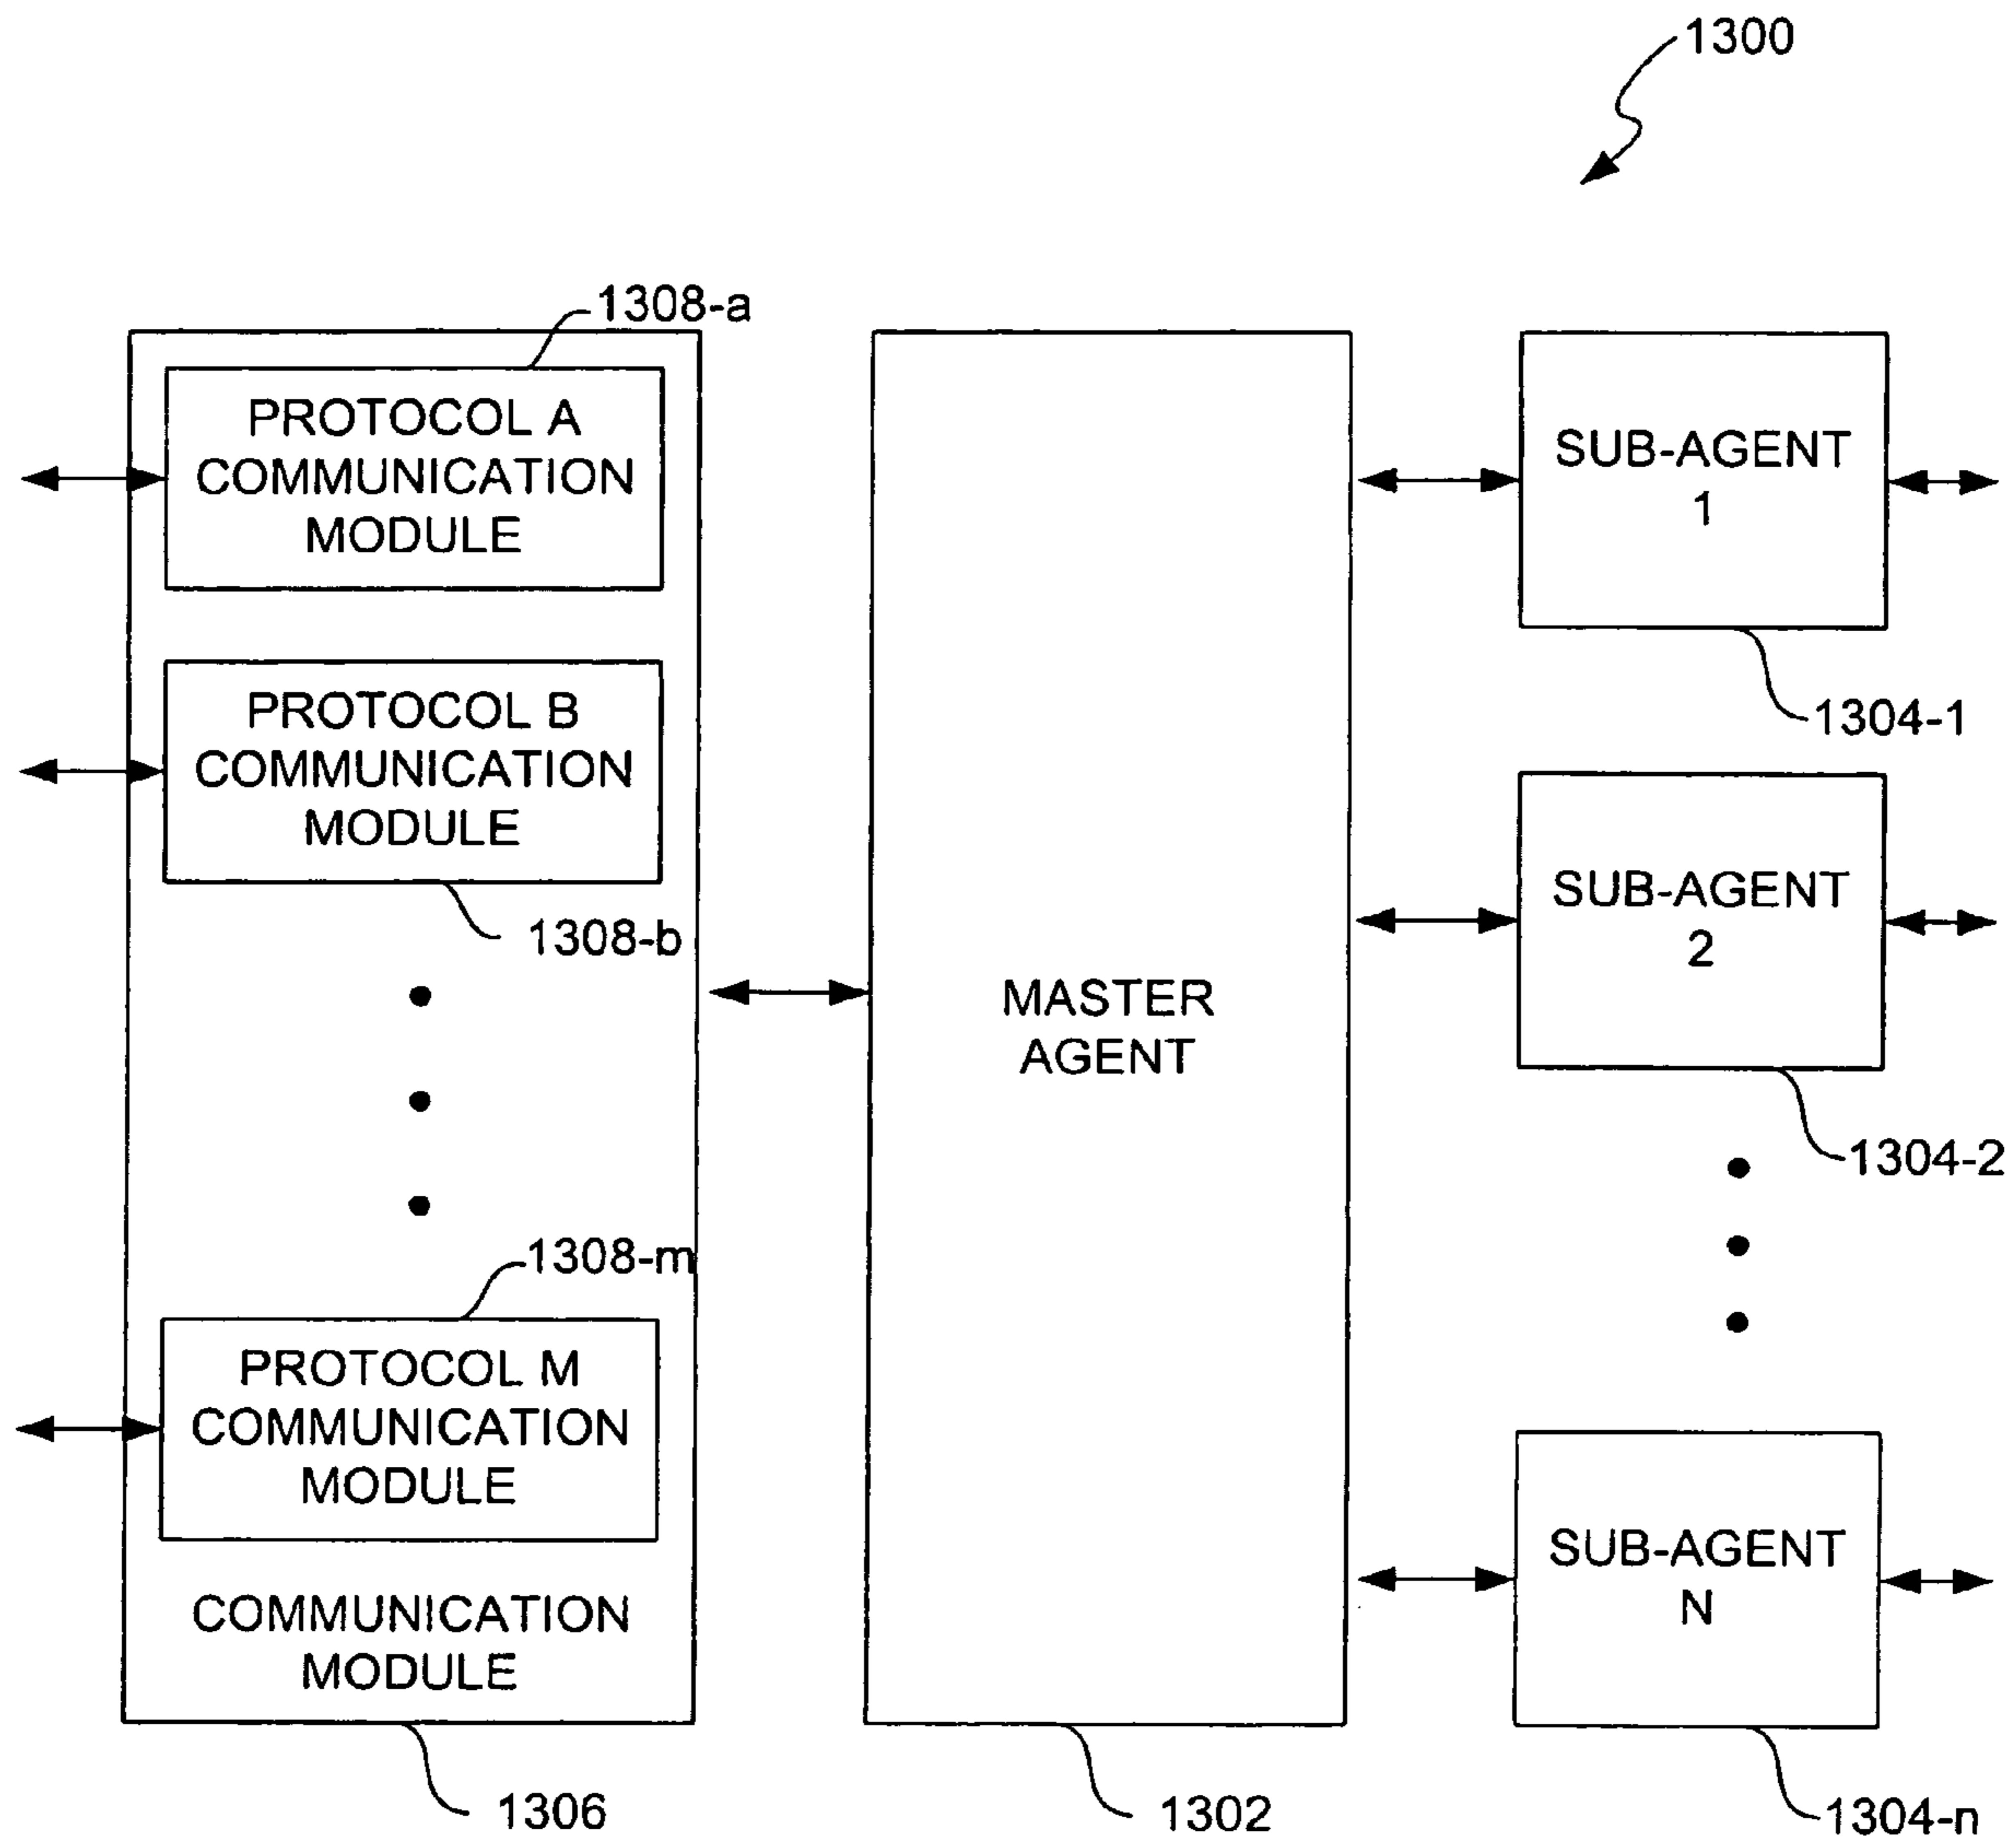 1300
1308-a
PROTOCOL A
COMMUNICATION
MODULE
PROTOCOL B
COMMUNICATION
MODULE
1308-b
1308-m
PROTOCOL M
COMMUNICATION
MODULE
COMMUNICATION
MODULE
1306
MASTER
AGENT
1302
SUB-AGENT
1
1304-1
SUB-AGENT
2
1304-2
SUB-AGENT
N
1304-n